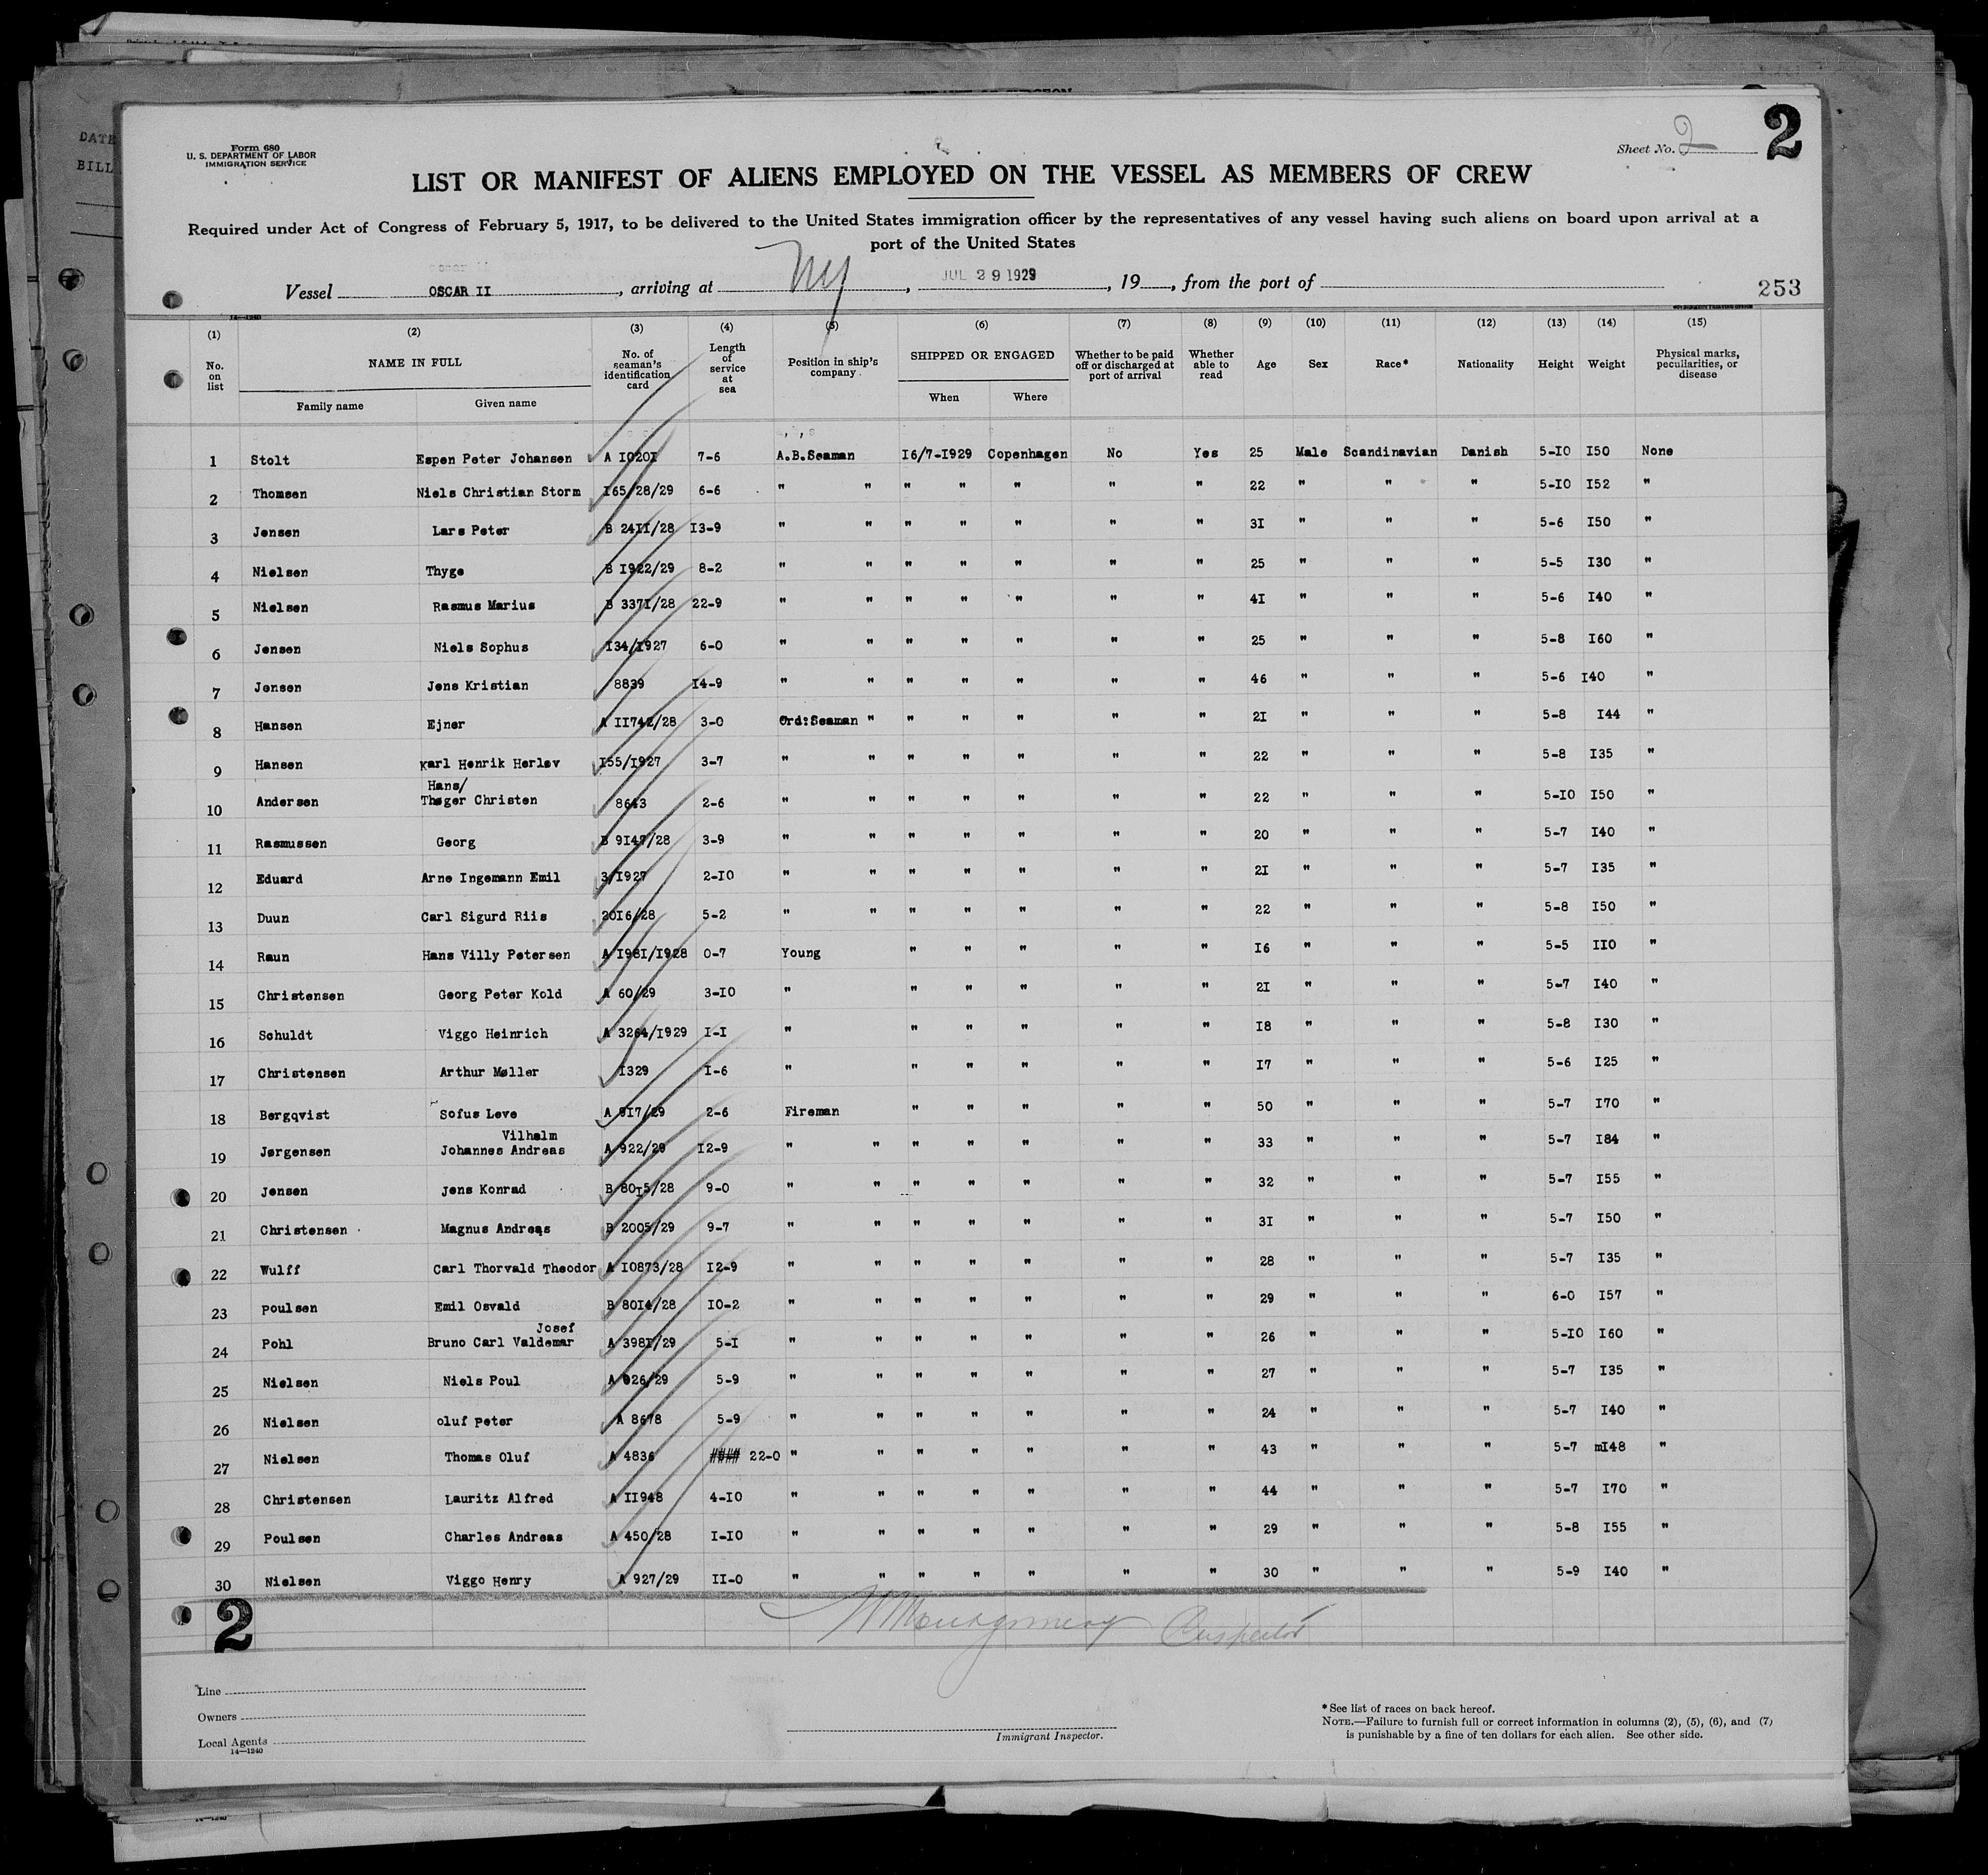 DATE
BILL
Form 680
U. S. DEPARTMENT OF LABOR
IMMIGRATION SERVICE
Sheet No. 2
2
LIST OR MANIFEST OF ALIENS EMPLOYED ON THE VESSEL AS MEMBERS OF CREW
Required under Act of Congress of February 5, 1917, to be delivered to the United States immigration officer by the representatives of any vessel having such aliens on board upon arrival at a
port of the United States
Vessel OSCAR II, arriving at NY, JUL 29 1929, 19__, from the port of
253
14—1240
(1) (2) (3) (4) (5) (6) (7) (8) (9) (10) (11) (12) (13) (14) (15)
No. on list NAME IN FULL No. of seaman's identification card Length of service at sea Position in ship's company SHIPPED OR ENGAGED Whether to be paid off or discharged at port of arrival Whether able to read Age Sex Race* Nationality Height Weight Physical marks, peculiarities, or disease
Family name Given name When Where
1 Stolt Espen Peter Johansen A I020I 7-6 A.B.Seaman I6/7-I929 Copenhagen No Yes 25 Male Scandinavian Danish 5-IO I50 None
2 Thomsen Niels Christian Storm I65/28/29 6-6 " " " " " " " 22 " " " 5-IO I52 "
3 Jensen Lars Peter B 24II/28 I3-9 " " " " " " " 3I " " " 5-6 I50 "
4 Nielsen Thyge B I922/29 8-2 " " " " " " " 25 " " " 5-5 I30 "
5 Nielsen Rasmus Marius B 337I/28 22-9 " " " " " " " 4I " " " 5-6 I40 "
6 Jensen Niels Sophus I34/I927 6-0 " " " " " " " 25 " " " 5-8 I60 "
7 Jensen Jens Kristian 8839 I4-9 " " " " " " " 46 " " " 5-6 I40 "
8 Hansen Ejner A II742/28 3-0 Ord:Seaman " " " " " " 2I " " " 5-8 I44 "
9 Hansen Karl Henrik Herløv I55/I927 3-7 " " " " " " " 22 " " " 5-8 I35 "
Hans/
10 Andersen Thøger Christen 8643 2-6 " " " " " " " 22 " " " 5-IO I50 "
11 Rasmussen Georg B 9I47/28 3-9 " " " " " " " 20 " " " 5-7 I40 "
12 Eduard Arne Ingemann Emil 3/I927 2-IO " " " " " " " 2I " " " 5-7 I35 "
13 Duun Carl Sigurd Riis 20I6/28 5-2 " " " " " " " 22 " " " 5-8 I50 "
14 Raun Hans Villy Petersen A I98I/I928 0-7 Young " " " " " I6 " " " 5-5 IIO "
15 Christensen Georg Peter Kold A 60/29 3-IO " " " " " " 2I " " " 5-7 I40 "
16 Schuldt Viggo Heinrich A 3264/I929 I-I " " " " " " I8 " " " 5-8 I30 "
17 Christensen Arthur Møller I329 I-6 " " " " " " I7 " " " 5-6 I25 "
18 Bergqvist Sofus Leve A 9I7/29 2-6 Fireman " " " " " 50 " " " 5-7 I70 "
Vilhelm
19 Jørgensen Johannes Andreas A 922/29 I2-9 " " " " " " " 33 " " " 5-7 I84 "
20 Jensen Jens Konrad B 80I5/28 9-0 " " " " " " " 32 " " " 5-7 I55 "
21 Christensen Magnus Andreas B 2005/29 9-7 " " " " " " " 3I " " " 5-7 I50 "
22 Wulff Carl Thorvald Theodor A IO873/28 I2-9 " " " " " " " 28 " " " 5-7 I35 "
23 Poulsen Emil Osvald B 80I4/28 IO-2 " " " " " " " 29 " " " 6-0 I57 "
Josef
24 Pohl Bruno Carl Valdemar A 398I/29 5-I " " " " " " " 26 " " " 5-IO I60 "
25 Nielsen Niels Poul A 926/29 5-9 " " " " " " " 27 " " " 5-7 I35 "
26 Nielsen oluf peter A 8678 5-9 " " " " " " " 24 " " " 5-7 I40 "
27 Nielsen Thomas Oluf A 4836 #### 22-0 " " " " " " " 43 " " " 5-7 mI48 "
28 Christensen Lauritz Alfred A II948 4-IO " " " " " " " 44 " " " 5-7 I70 "
29 Poulsen Charles Andreas A 450/28 I-IO " " " " " " " 29 " " " 5-8 I55 "
30 Nielsen Viggo Henry A 927/29 II-0 " " " " " " " 30 " " " 5-9 I40 "
2
Montgomery Inspector
Line
Owners
Local Agents
14—1240
Immigrant Inspector.
*See list of races on back hereof.
NOTE.—Failure to furnish full or correct information in columns (2), (5), (6), and (7)
is punishable by a fine of ten dollars for each alien. See other side.